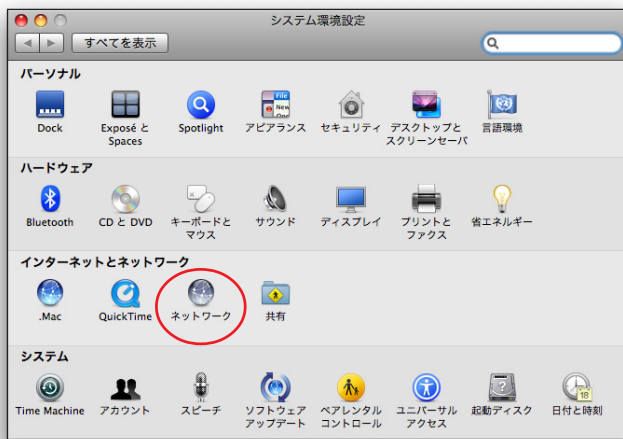 システム環境設定
すべてを表示
パーソナル
Dock
Exposé と
Spaces
Spotlight
アピアランス
セキュリティ
デスクトップと
スクリーンセーバ
言語環境
ハードウェア
Bluetooth
CD と DVD
キーボードと
マウス
サウンド
ディスプレイ
プリントと
ファクス
省エネルギー
インターネットとネットワーク
.Mac
QuickTime
ネットワーク
共有
システム
Time Machine
アカウント
スピーチ
ソフトウェア
アップデート
ペアレンタル
コントロール
ユニバーサル
アクセス
起動ディスク
日付と時刻